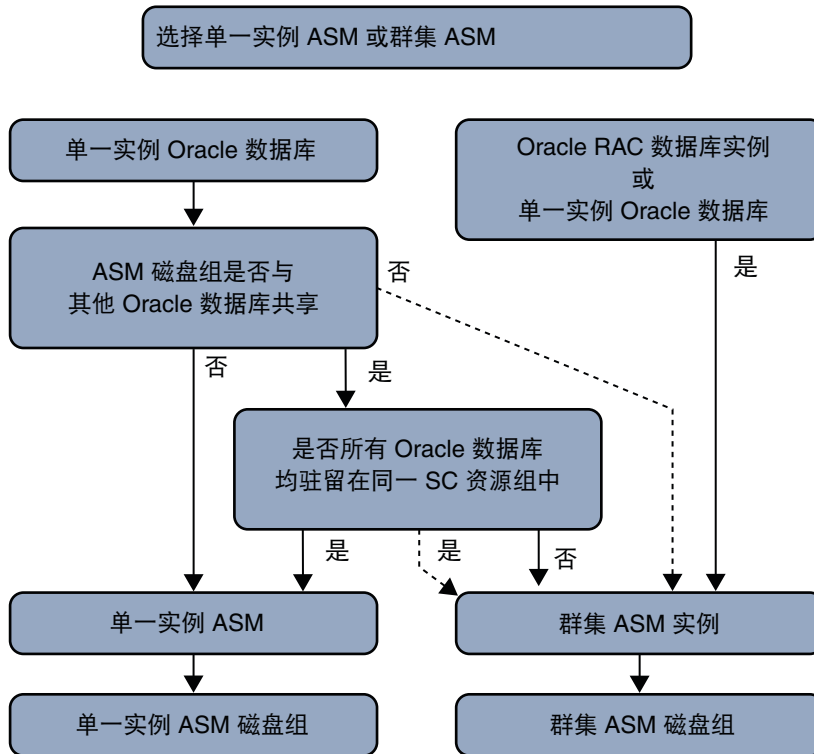 选择单一实例 ASM 或群集 ASM
单一实例 Oracle 数据库
Oracle RAC 数据库实例
或
单一实例 Oracle 数据库
ASM 磁盘组是否与
其他 Oracle 数据库共享
否
是
否
是
是否所有 Oracle 数据库
均驻留在同一 SC 资源组中
是
是
否
单一实例 ASM
群集 ASM 实例
单一实例 ASM 磁盘组
群集 ASM 磁盘组